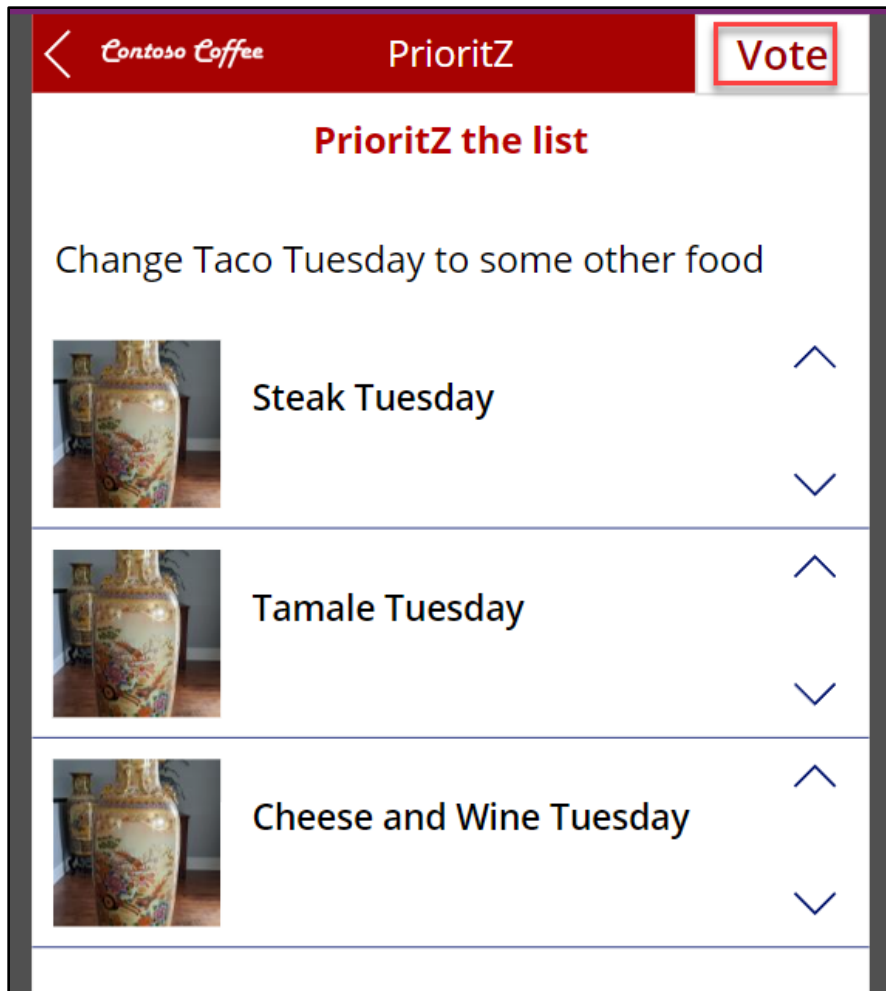 Contoso Coffee PrioritZ Vote
PrioritZ the list
Change Taco Tuesday to some other food
Steak Tuesday
Tamale Tuesday
Cheese and Wine Tuesday